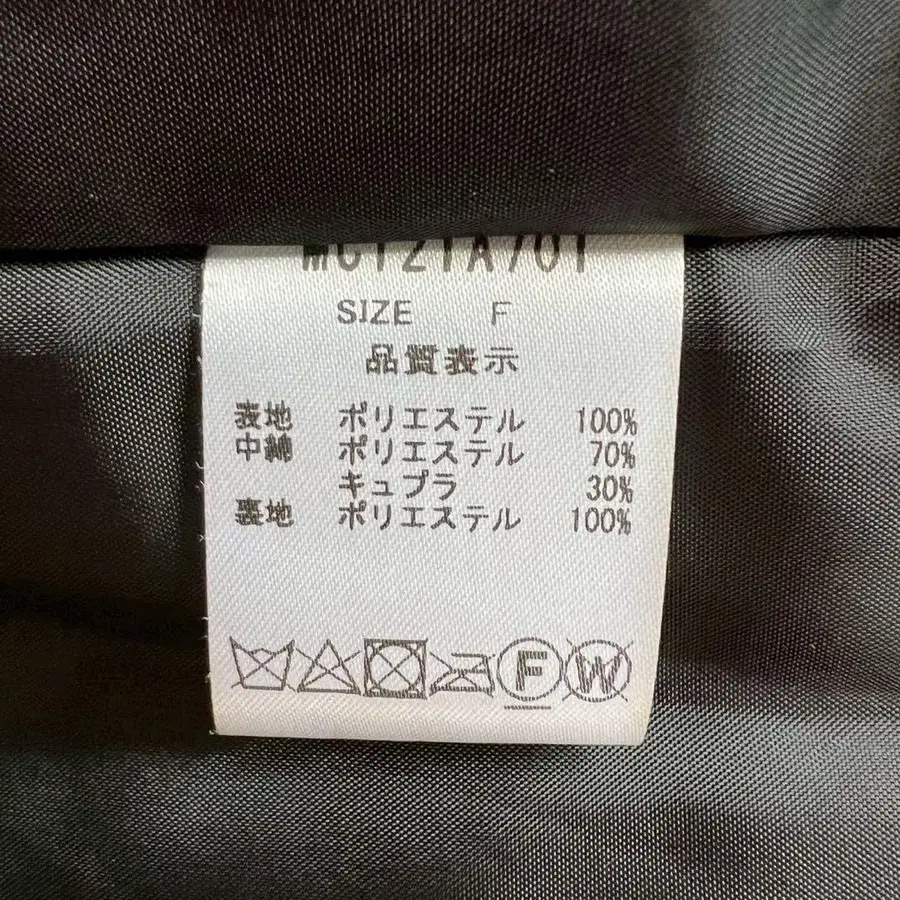 MC121A701
SIZE F
品質表示
表地 ポリエステル 100%
中綿 ポリエステル 70%
キュプラ 30%
裏地 ポリエステル 100%
F W